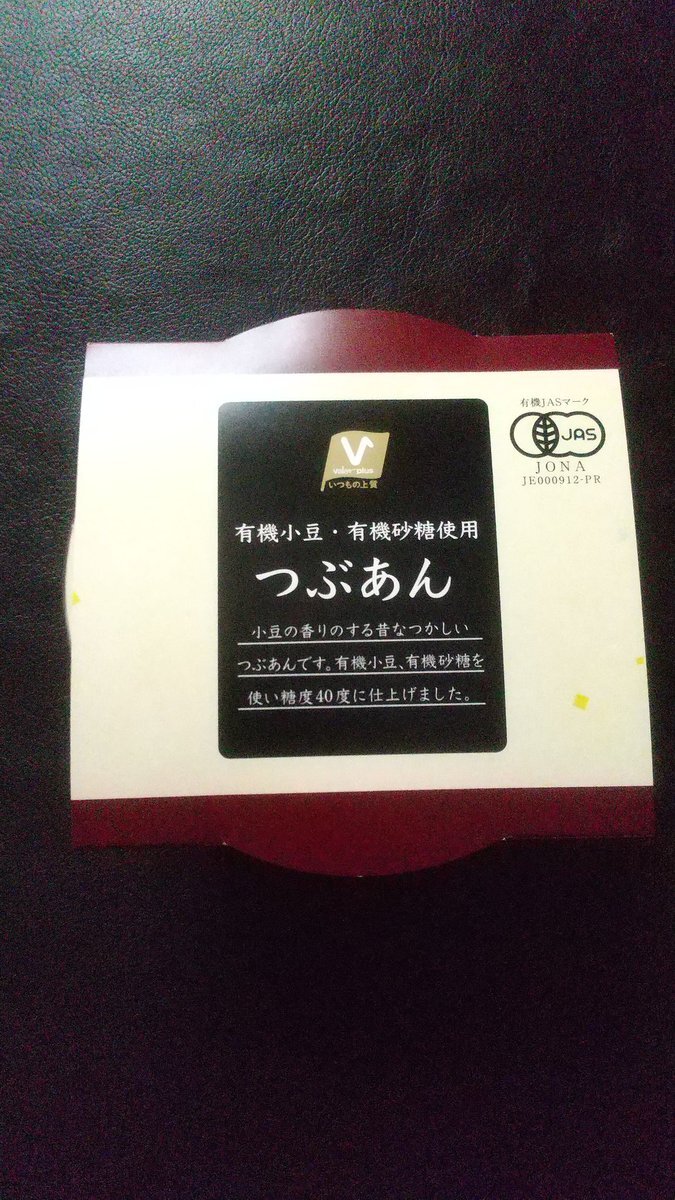 有機JASマーク
JAS
JONA
JE000912-PR
V
valor plus
いつもの上質
有機小豆・有機砂糖使用
つぶあん
小豆の香りのする昔なつかしい
つぶあんです。有機小豆、有機砂糖を
使い糖度40度に仕上げました。